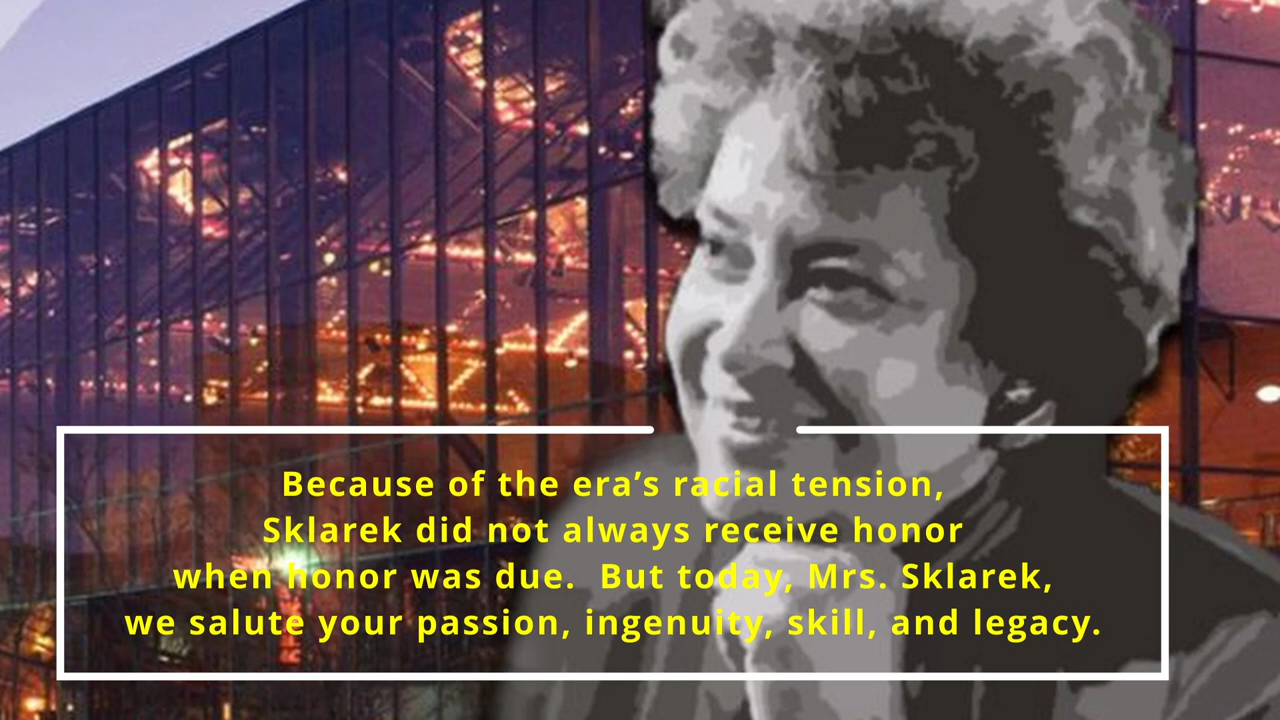 Because of the era’s racial tension,
Sklarek did not always receive honor
when honor was due.  But today, Mrs. Sklarek,
we salute your passion, ingenuity, skill, and legacy.